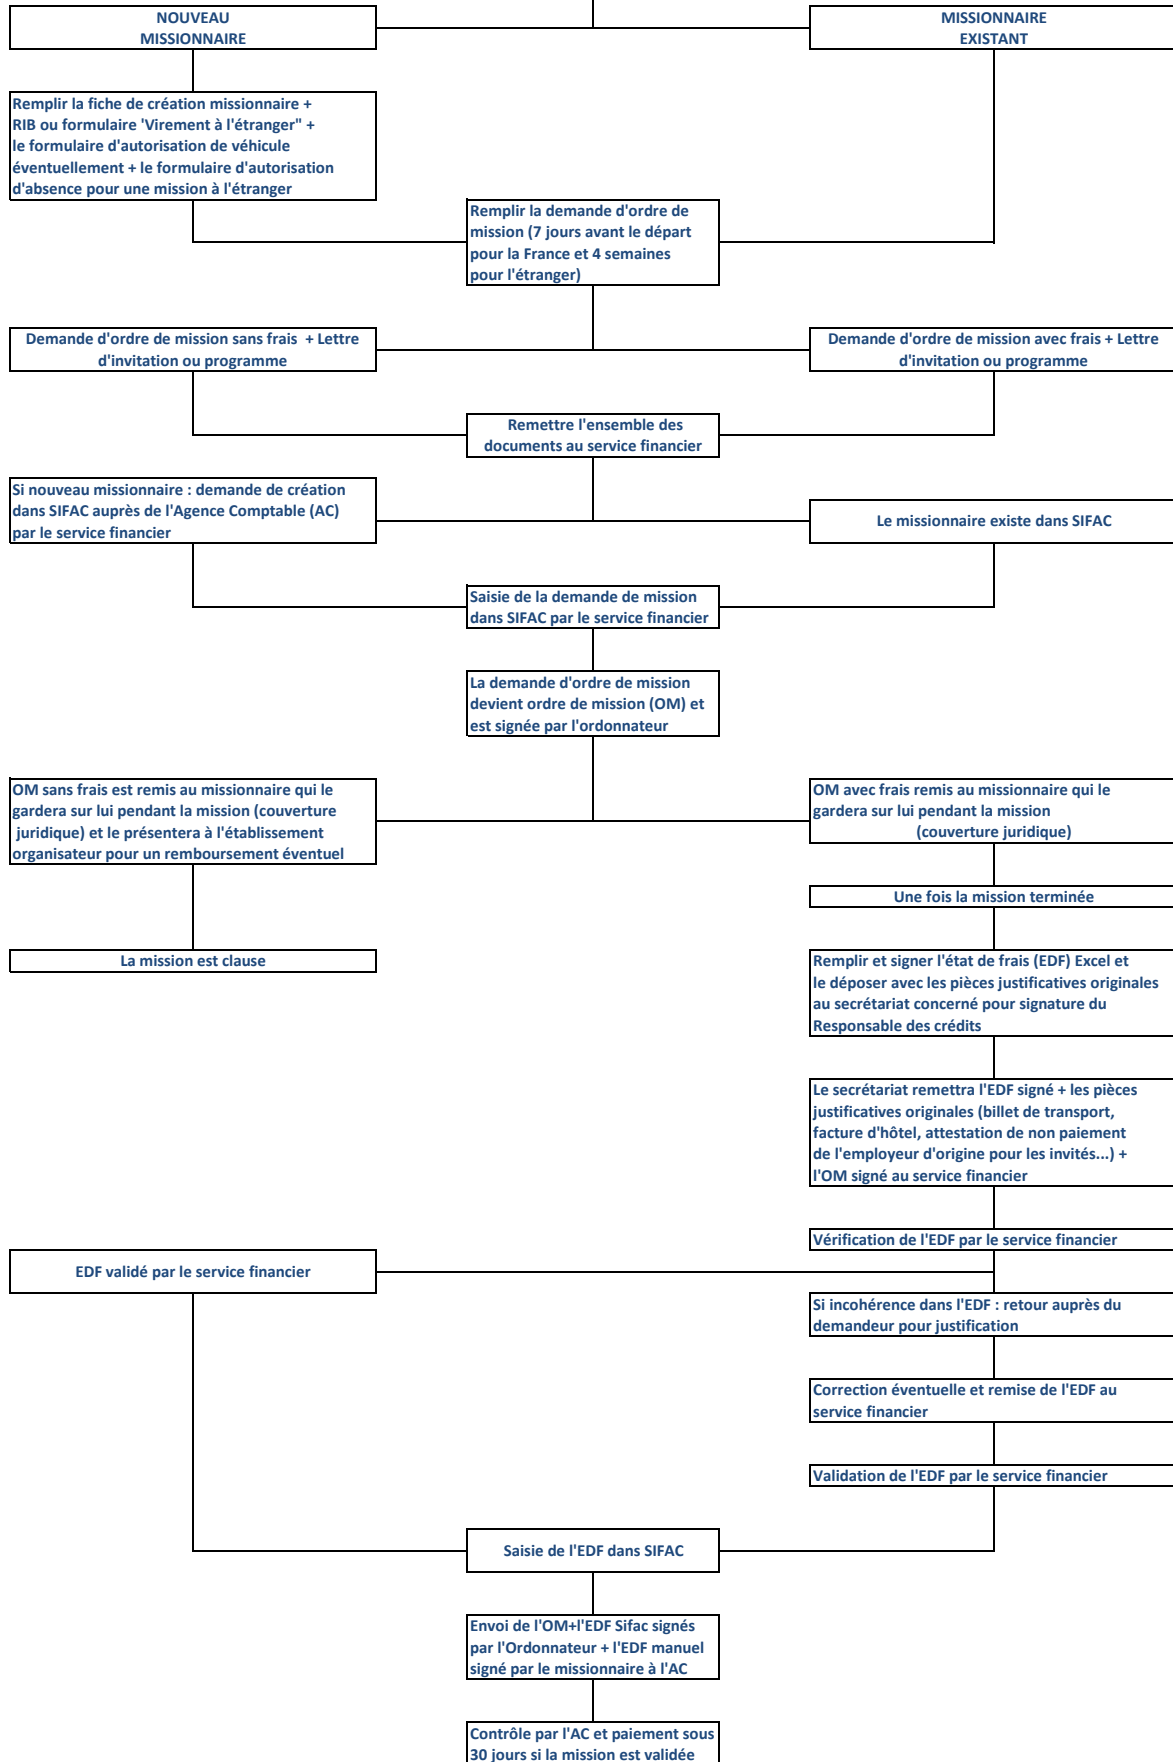 NOUVEAU
MISSIONNAIRE
MISSIONNAIRE
EXISTANT
Remplir la fiche de création missionnaire +
RIB ou formulaire 'Virement à l'étranger" +
le formulaire d'autorisation de véhicule
éventuellement + le formulaire d'autorisation
d'absence pour une mission à l'étranger
Remplir la demande d'ordre de
mission (7 jours avant le départ
pour la France et 4 semaines
pour l'étranger)
Demande d'ordre de mission sans frais + Lettre
d'invitation ou programme
Demande d'ordre de mission avec frais + Lettre
d'invitation ou programme
Remettre l'ensemble des
documents au service financier
Si nouveau missionnaire : demande de création
dans SIFAC auprès de l'Agence Comptable (AC)
par le service financier
Le missionnaire existe dans SIFAC
Saisie de la demande de mission
dans SIFAC par le service financier
La demande d'ordre de mission
devient ordre de mission (OM) et
est signée par l'ordonnateur
OM sans frais est remis au missionnaire qui le
gardera sur lui pendant la mission (couverture
juridique) et le présentera à l'établissement
organisateur pour un remboursement éventuel
OM avec frais remis au missionnaire qui le
gardera sur lui pendant la mission
(couverture juridique)
Une fois la mission terminée
La mission est clause
Remplir et signer l'état de frais (EDF) Excel et
le déposer avec les pièces justificatives originales
au secrétariat concerné pour signature du
Responsable des crédits
Le secrétariat remettra l'EDF signé + les pièces
justificatives originales (billet de transport,
facture d'hôtel, attestation de non paiement
de l'employeur d'origine pour les invités...) +
l'OM signé au service financier
Vérification de l'EDF par le service financier
EDF validé par le service financier
Si incohérence dans l'EDF : retour auprès du
demandeur pour justification
Correction éventuelle et remise de l'EDF au
service financier
Validation de l'EDF par le service financier
Saisie de l'EDF dans SIFAC
Envoi de l'OM+l'EDF Sifac signés
par l'Ordonnateur + l'EDF manuel
signé par le missionnaire à l'AC
Contrôle par l'AC et paiement sous
30 jours si la mission est validée